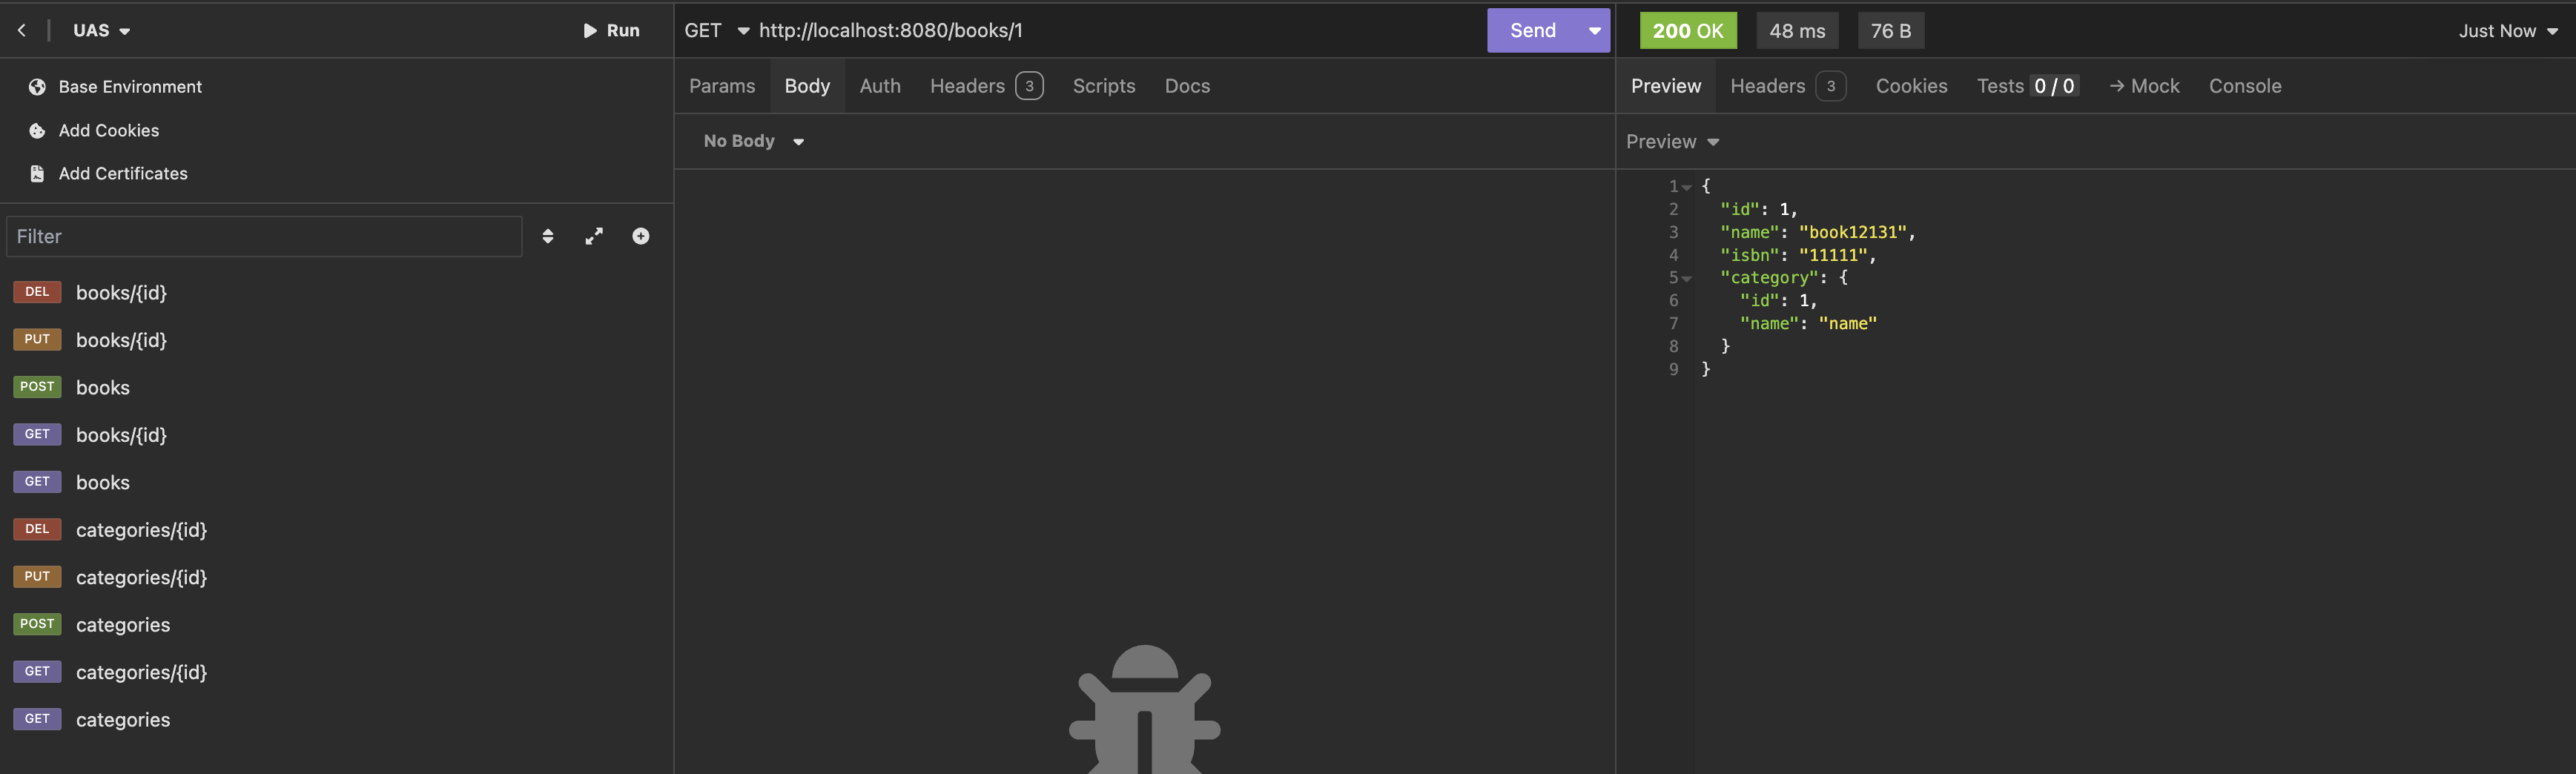 UAS
Run
Base Environment
Add Cookies
Add Certificates
Filter
DEL books/{id}
PUT books/{id}
POST books
GET books/{id}
GET books
DEL categories/{id}
PUT categories/{id}
POST categories
GET categories/{id}
GET categories
GET http://localhost:8080/books/1 Send
Params Body Auth Headers 3 Scripts Docs
No Body
200 OK 48 ms 76 B Just Now
Preview Headers 3 Cookies Tests 0 / 0 → Mock Console
Preview
1 {
2 "id": 1,
3 "name": "book12131",
4 "isbn": "11111",
5 "category": {
6 "id": 1,
7 "name": "name"
8 }
9 }